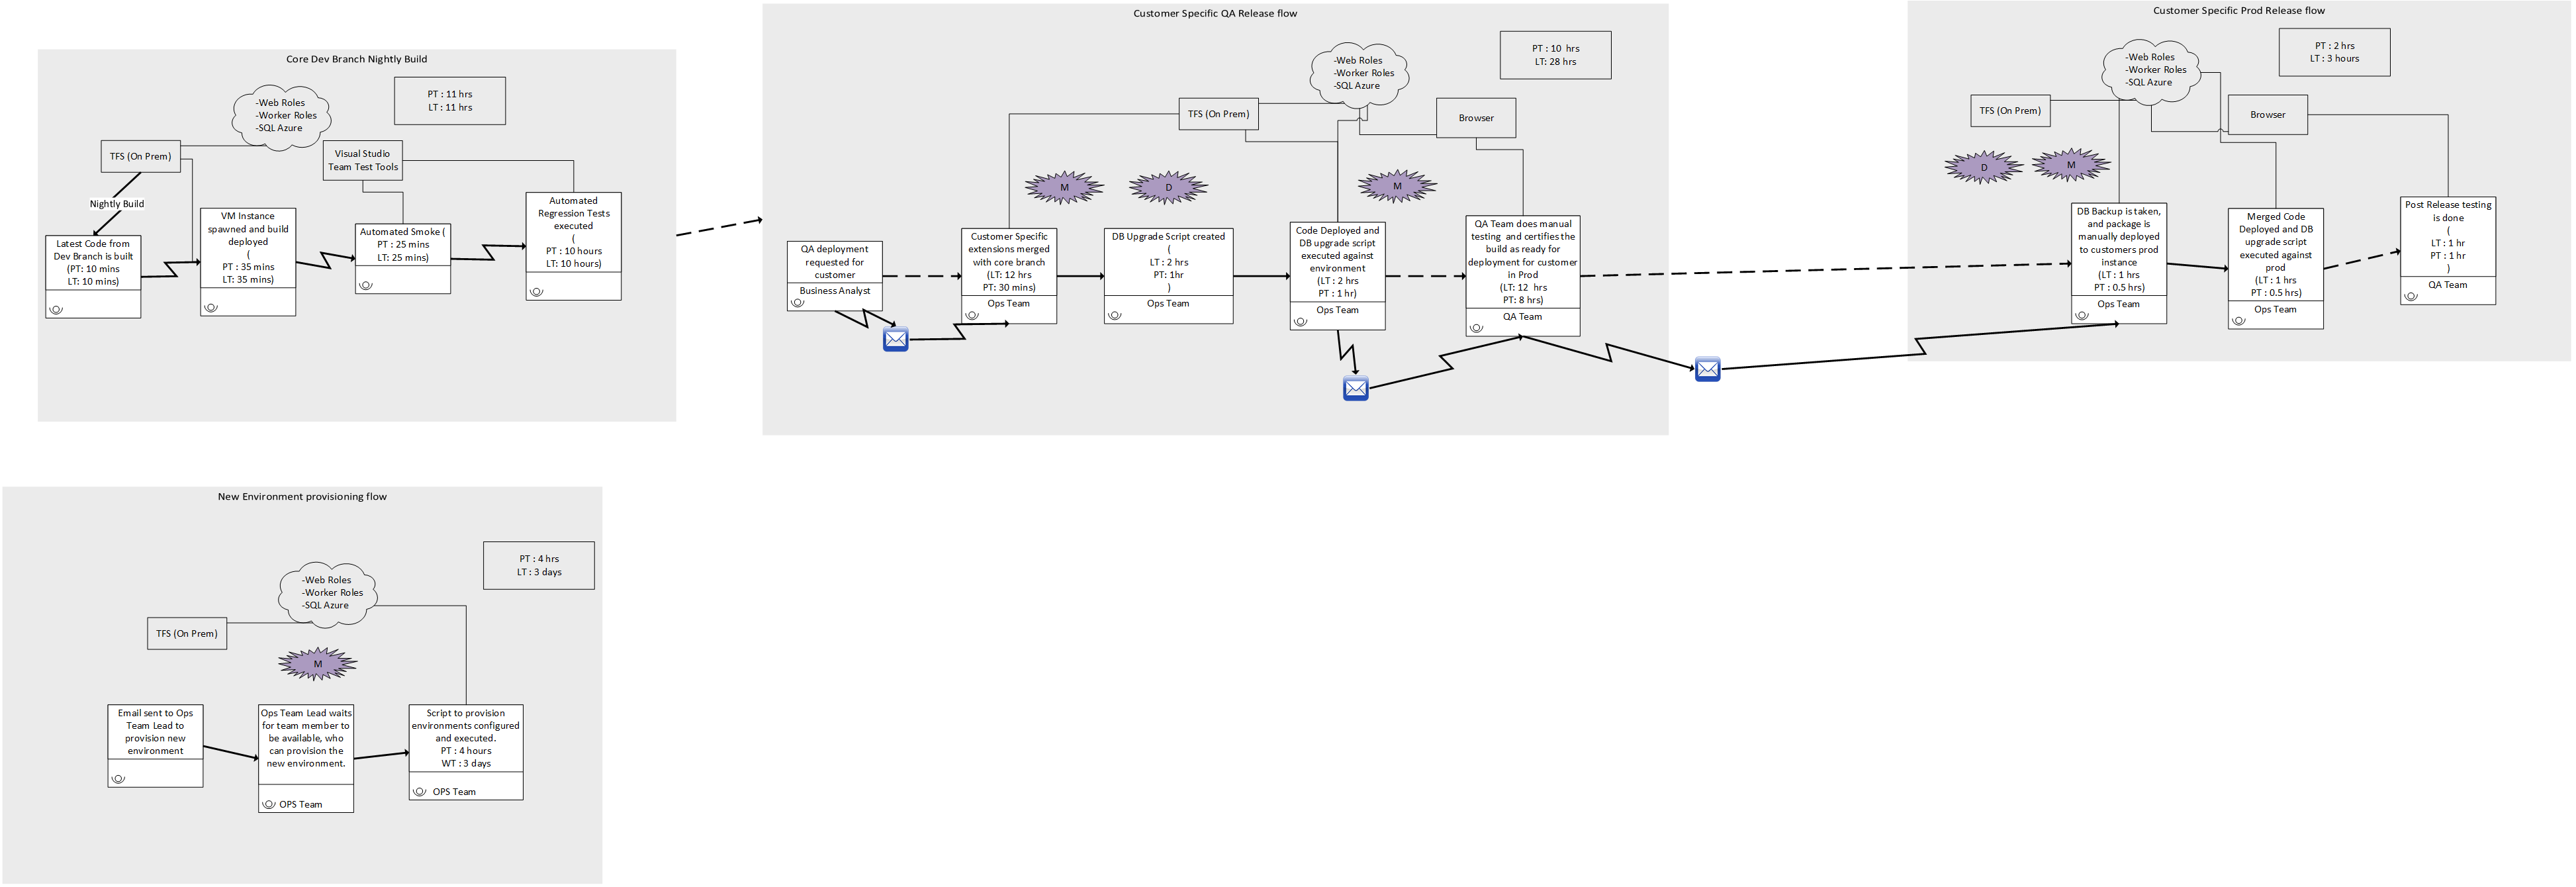 Core Dev Branch Nightly Build
PT : 11 hrs
LT : 11 hrs
-Web Roles
-Worker Roles
-SQL Azure
TFS (On Prem)
Visual Studio
Team Test Tools
Nightly Build
Latest Code from
Dev Branch is built
(PT: 10 mins
LT: 10 mins)
VM Instance
spawned and build
deployed
(
PT : 35 mins
LT: 35 mins)
Automated Smoke (
PT : 25 mins
LT: 25 mins)
Automated
Regression Tests
executed
(
PT : 10 hours
LT: 10 hours)
Customer Specific QA Release flow
PT : 10 hrs
LT: 28 hrs
-Web Roles
-Worker Roles
-SQL Azure
TFS (On Prem)
Browser
M
D
M
QA deployment
requested for
customer
Business Analyst
Customer Specific
extensions merged
with core branch
(LT: 12 hrs
PT: 30 mins)
Ops Team
DB Upgrade Script created
(
LT : 2 hrs
PT: 1hr
)
Ops Team
Code Deployed and
DB upgrade script
executed against
environment
(LT : 2 hrs
PT : 1 hr)
Ops Team
QA Team does manual
testing and certifies the
build as ready for
deployment for customer
in Prod
(LT: 12 hrs
PT: 8 hrs)
QA Team
Customer Specific Prod Release flow
PT : 2 hrs
LT : 3 hours
-Web Roles
-Worker Roles
-SQL Azure
TFS (On Prem)
Browser
D
M
DB Backup is taken,
and package is
manually deployed
to customers prod
instance
(LT : 1 hrs
PT : 0.5 hrs)
Ops Team
Merged Code
Deployed and DB
upgrade script
executed against
prod
(LT : 1 hrs
PT : 0.5 hrs)
Ops Team
Post Release testing
is done
(
LT : 1 hr
PT : 1 hr
)
QA Team
New Environment provisioning flow
PT : 4 hrs
LT : 3 days
-Web Roles
-Worker Roles
-SQL Azure
TFS (On Prem)
M
Email sent to Ops
Team Lead to
provision new
environment
Ops Team Lead waits
for team member to
be available, who
can provision the
new environment.
OPS Team
Script to provision
environments configured
and executed.
PT : 4 hours
WT : 3 days
OPS Team